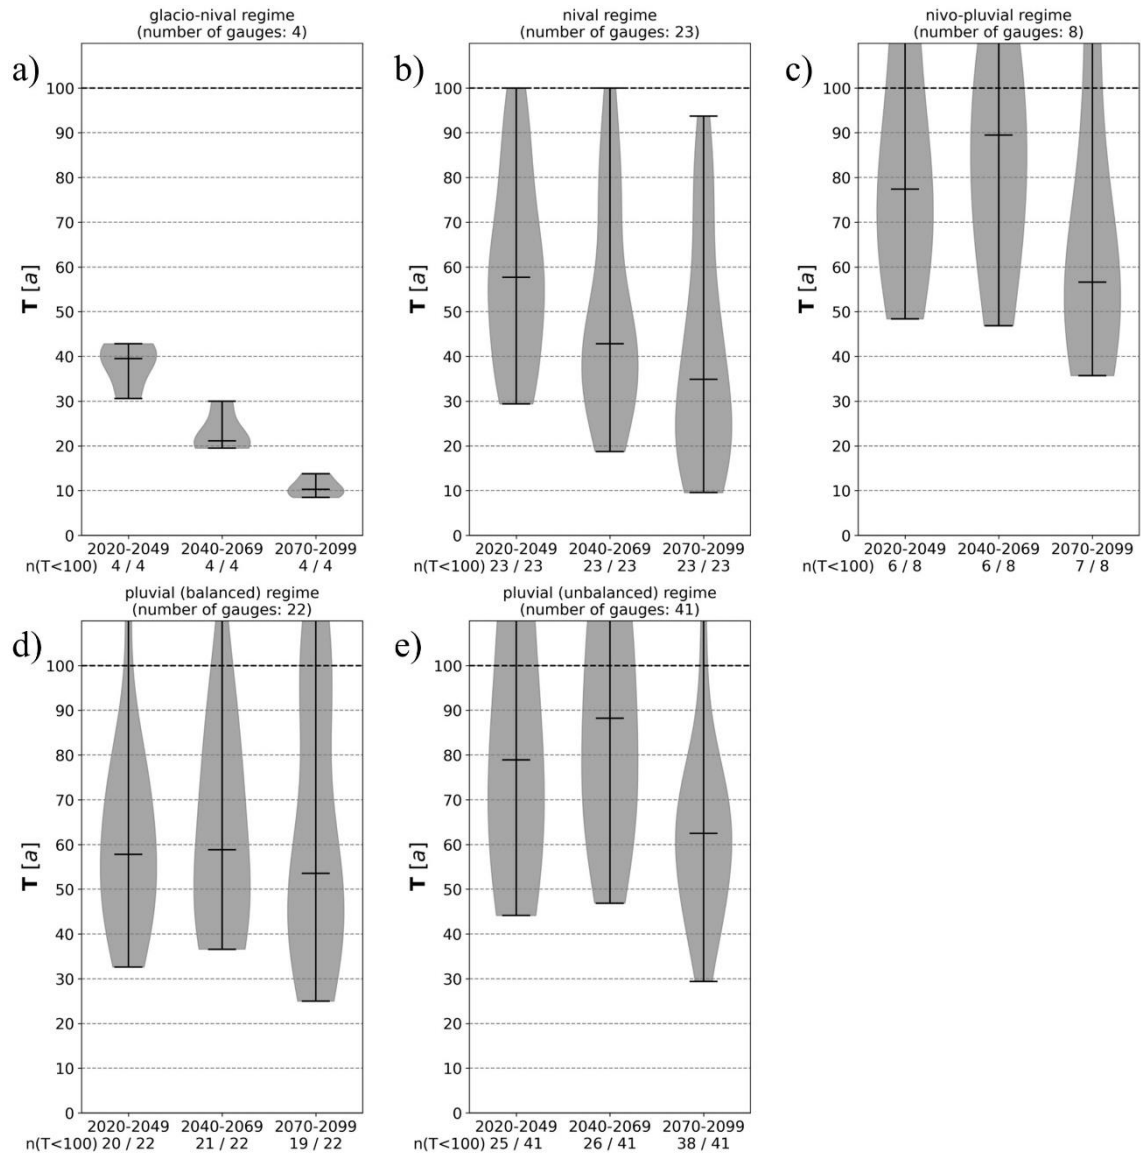 glacio-nival regime
(number of gauges: 4)
a)
100
90
80
70
60
50
40
30
20
10
0
T [a]
2020-2049 2040-2069 2070-2099
n(T<100) 4 / 4 4 / 4 4 / 4
nival regime
(number of gauges: 23)
b)
100
90
80
70
60
50
40
30
20
10
0
T [a]
2020-2049 2040-2069 2070-2099
n(T<100) 23 / 23 23 / 23 23 / 23
nivo-pluvial regime
(number of gauges: 8)
c)
100
90
80
70
60
50
40
30
20
10
0
T [a]
2020-2049 2040-2069 2070-2099
n(T<100) 6 / 8 6 / 8 7 / 8
pluvial (balanced) regime
(number of gauges: 22)
d)
100
90
80
70
60
50
40
30
20
10
0
T [a]
2020-2049 2040-2069 2070-2099
n(T<100) 20 / 22 21 / 22 19 / 22
pluvial (unbalanced) regime
(number of gauges: 41)
e)
100
90
80
70
60
50
40
30
20
10
0
T [a]
2020-2049 2040-2069 2070-2099
n(T<100) 25 / 41 26 / 41 38 / 41